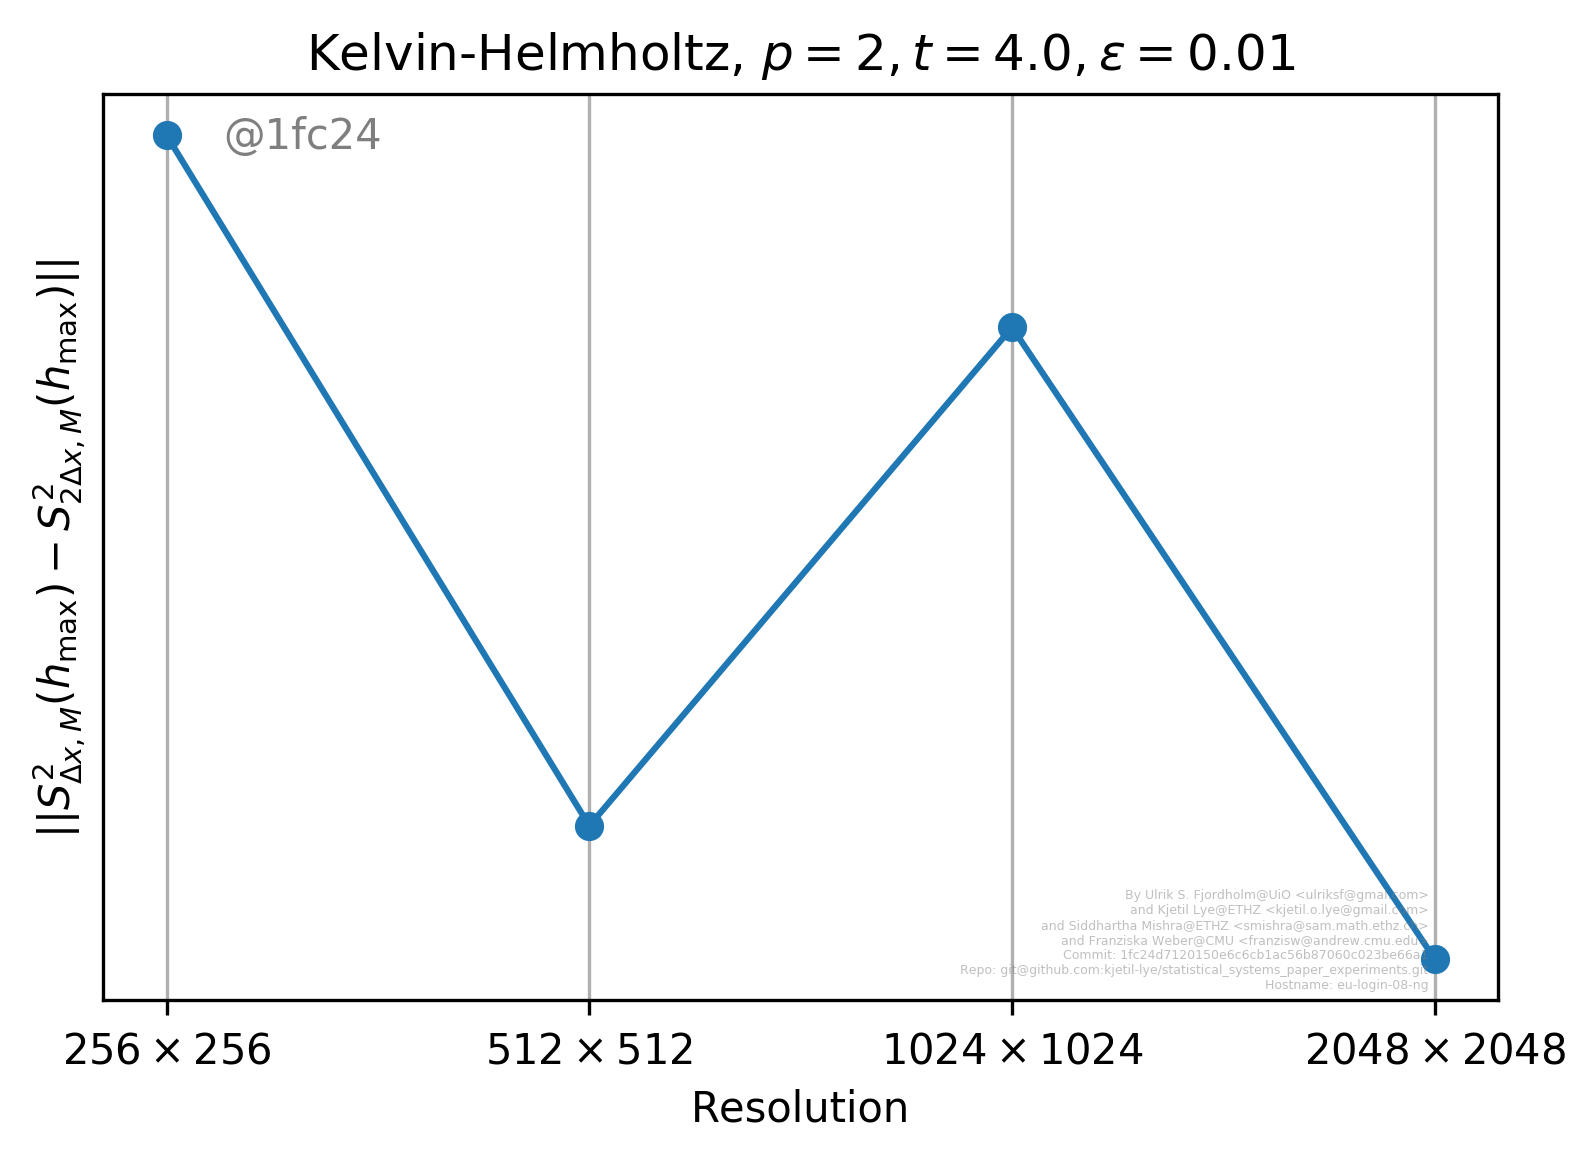 Kelvin-Helmholtz, p = 2, t = 4.0, ε = 0.01
@1fc24
||S²_{Δx,M}(h_max) − S²_{2Δx,M}(h_max)||
By Ulrik S. Fjordholm@UiO <ulriksf@gmail.com>
and Kjetil Lye@ETHZ <kjetil.o.lye@gmail.com>
and Siddhartha Mishra@ETHZ <smishra@sam.math.ethz.ch>
and Franziska Weber@CMU <franzisw@andrew.cmu.edu>
Commit:
Repo: git@github.com:kjetil-lye/statistical_systems_paper_experiments.git
Hostname: eu-login-08-ng
256 × 256
512 × 512
1024 × 1024
2048 × 2048
Resolution